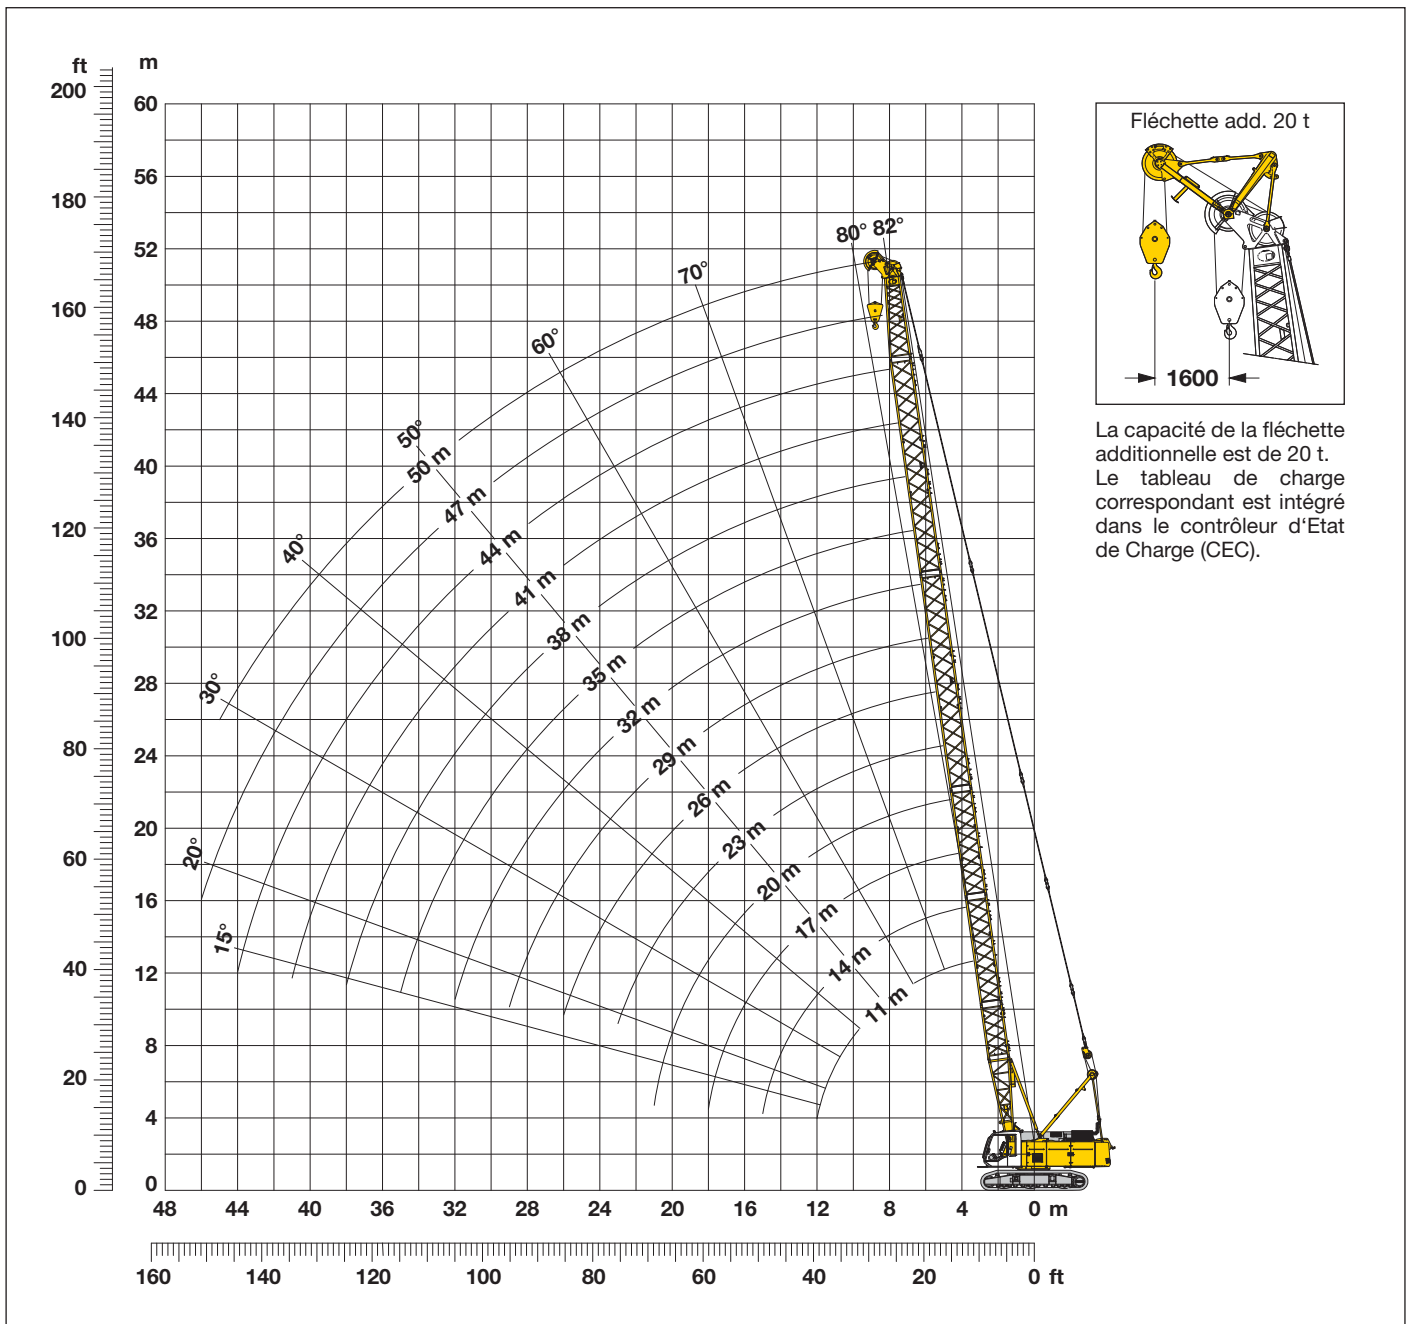 ft
m
200
180
160
140
120
100
80
60
40
20
0
60
56
52
48
44
40
36
32
28
24
20
16
12
8
4
0
80° 82°
70°
60°
50°
40°
30°
20°
15°
50 m
47 m
44 m
41 m
38 m
35 m
32 m
29 m
26 m
23 m
20 m
17 m
14 m
11 m
48 44 40 36 32 28 24 20 16 12 8 4 0 m
160 140 120 100 80 60 40 20 0 ft
Fléchette add. 20 t
1600
La capacité de la fléchette
additionnelle est de 20 t.
Le tableau de charge
correspondant est intégré
dans le contrôleur d‘Etat
de Charge (CEC).